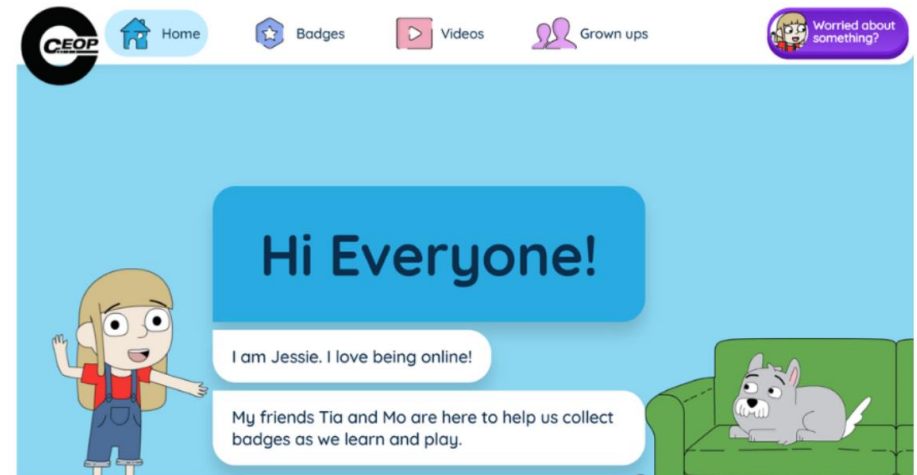 CEOP
Home
Badges
Videos
Grown ups
Worried about
something?
Hi Everyone!
I am Jessie. I love being online!
My friends Tia and Mo are here to help us collect
badges as we learn and play.